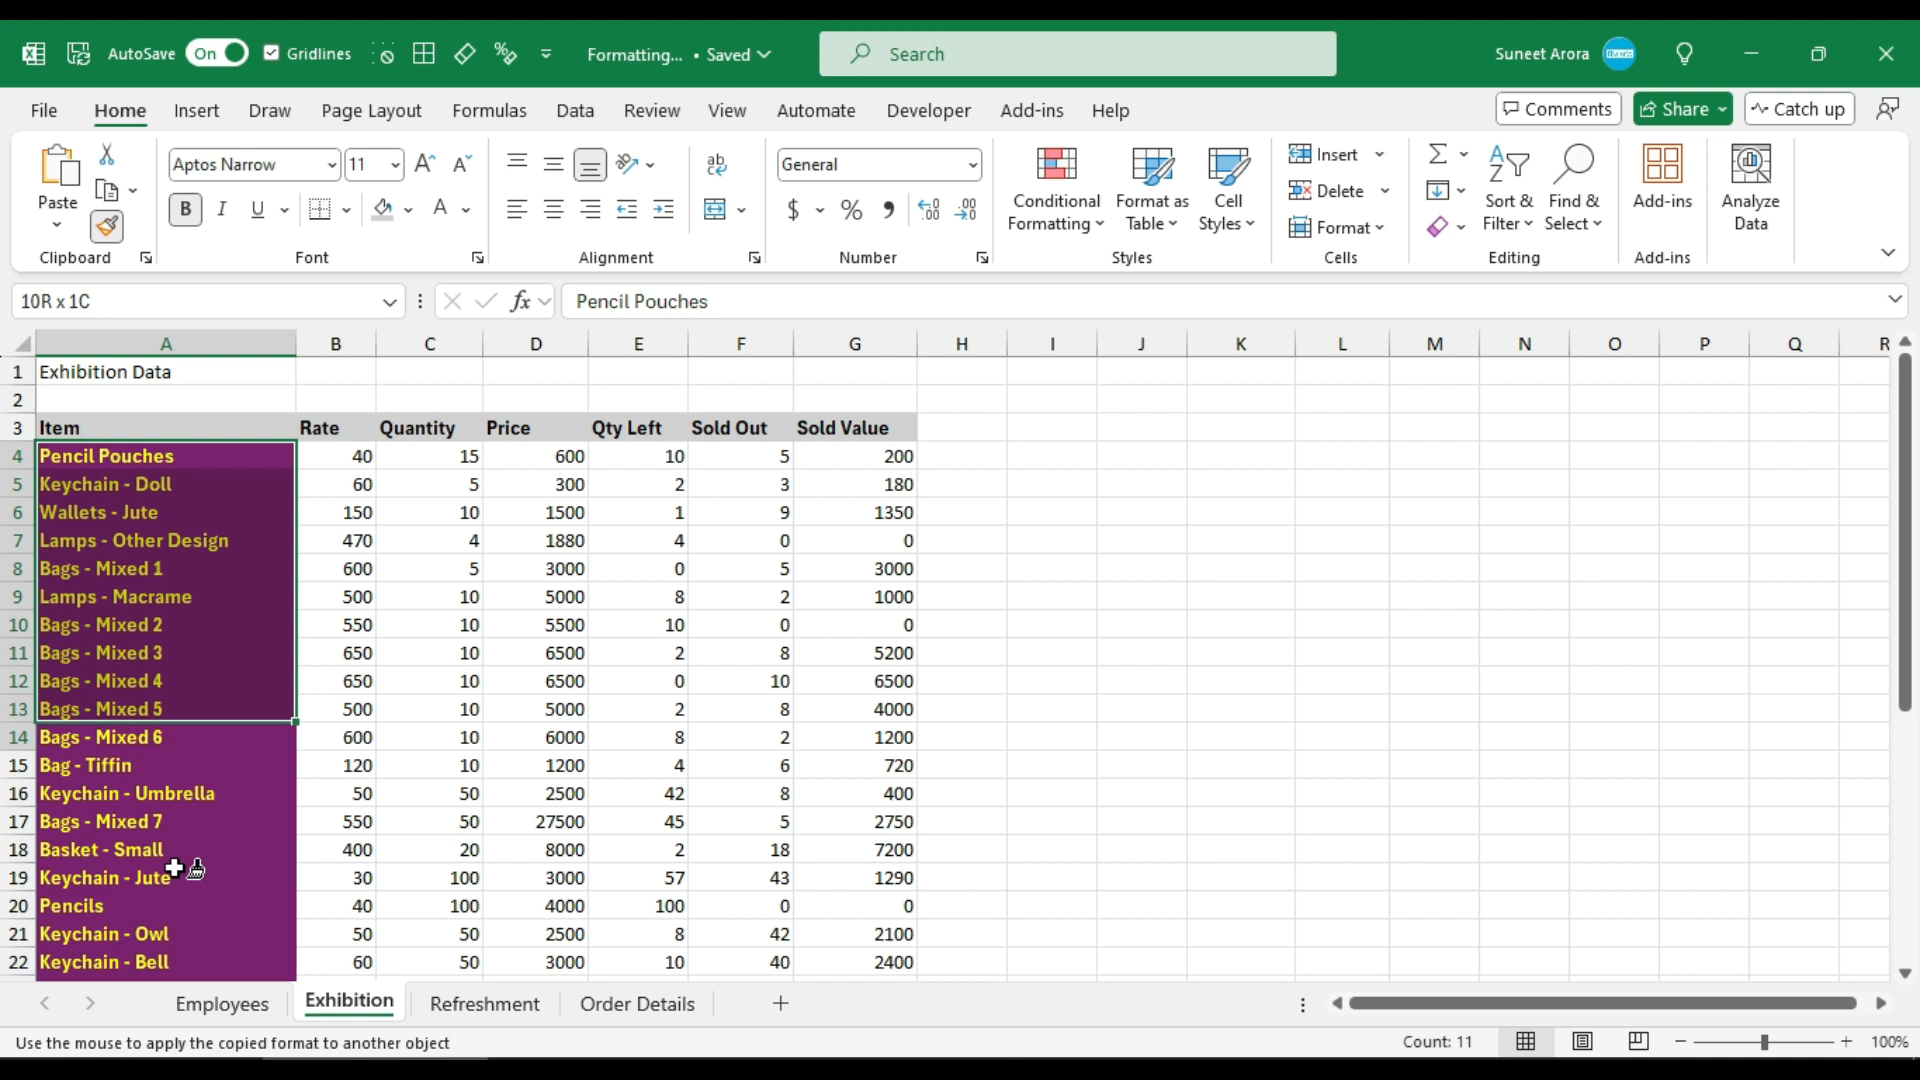 AutoSave On Gridlines Formatting... • Saved Search Suneet Arora
File Home Insert Draw Page Layout Formulas Data Review View Automate Developer Add-ins Help Comments Share Catch up
Paste
Clipboard
Aptos Narrow 11
B I U A
Font
ab
Alignment
General
$ % 9 .00
Number
Conditional Formatting
Format as Table
Cell Styles
Styles
Insert
Delete
Format
Cells
Sort & Filter
Find & Select
Editing
Add-ins
Add-ins
Analyze Data
10R x 1C fx Pencil Pouches
A B C D E F G H I J K L M N O P Q R
1 Exhibition Data
2
3 Item Rate Quantity Price Qty Left Sold Out Sold Value
4 Pencil Pouches 40 15 600 10 5 200
5 Keychain - Doll 60 5 300 2 3 180
6 Wallets - Jute 150 10 1500 1 9 1350
7 Lamps - Other Design 470 4 1880 4 0 0
8 Bags - Mixed 1 600 5 3000 0 5 3000
9 Lamps - Macrame 500 10 5000 8 2 1000
10 Bags - Mixed 2 550 10 5500 10 0 0
11 Bags - Mixed 3 650 10 6500 2 8 5200
12 Bags - Mixed 4 650 10 6500 0 10 6500
13 Bags - Mixed 5 500 10 5000 2 8 4000
14 Bags - Mixed 6 600 10 6000 8 2 1200
15 Bag - Tiffin 120 10 1200 4 6 720
16 Keychain - Umbrella 50 50 2500 42 8 400
17 Bags - Mixed 7 550 50 27500 45 5 2750
18 Basket - Small 400 20 8000 2 18 7200
19 Keychain - Jute 30 100 3000 57 43 1290
20 Pencils 40 100 4000 100 0 0
21 Keychain - Owl 50 50 2500 8 42 2100
22 Keychain - Bell 60 50 3000 10 40 2400
Employees Exhibition Refreshment Order Details
Use the mouse to apply the copied format to another object Count: 11 100%